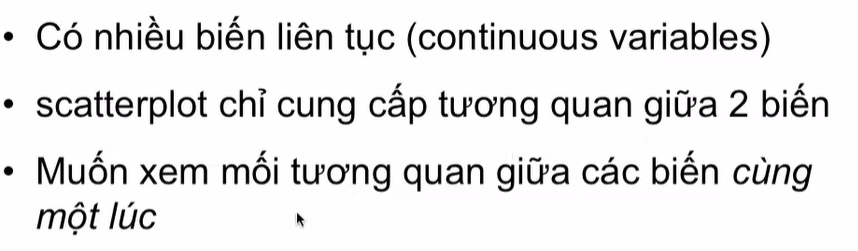 • Có nhiều biến liên tục (continuous variables)
• scatterplot chỉ cung cấp tương quan giữa 2 biến
• Muốn xem mối tương quan giữa các biến cùng
một lúc